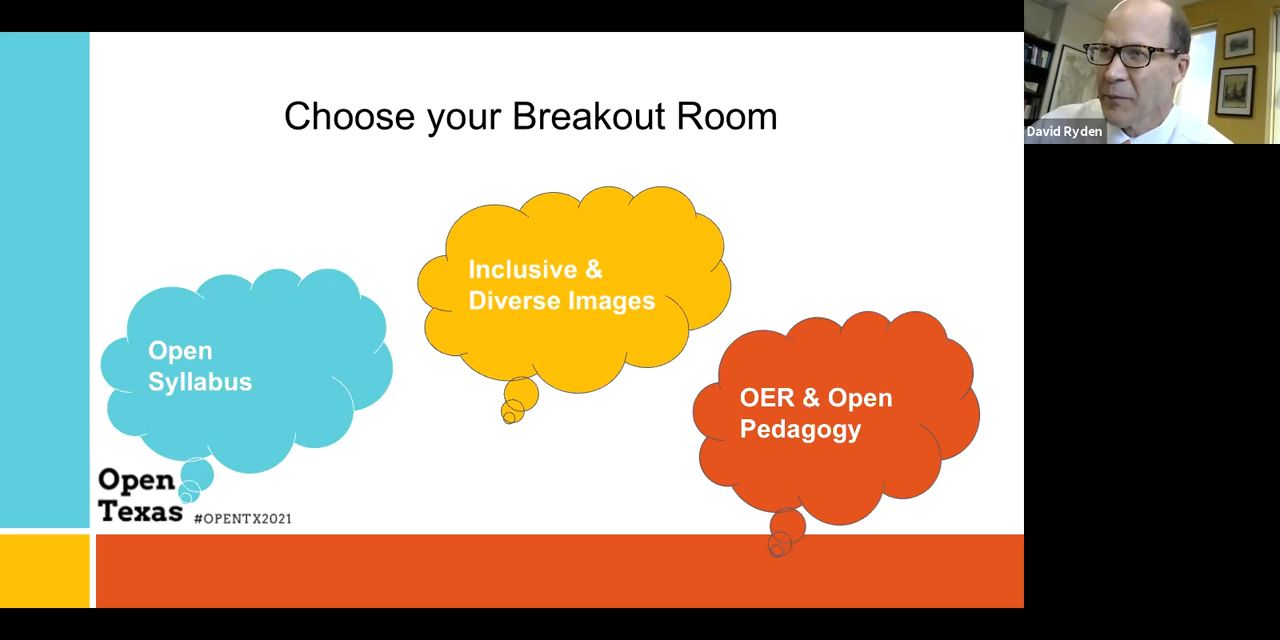 Choose your Breakout Room
David Ryden
Inclusive &
Diverse Images
Open
Syllabus
OER & Open
Pedagogy
Open
Texas #OPENTX2021